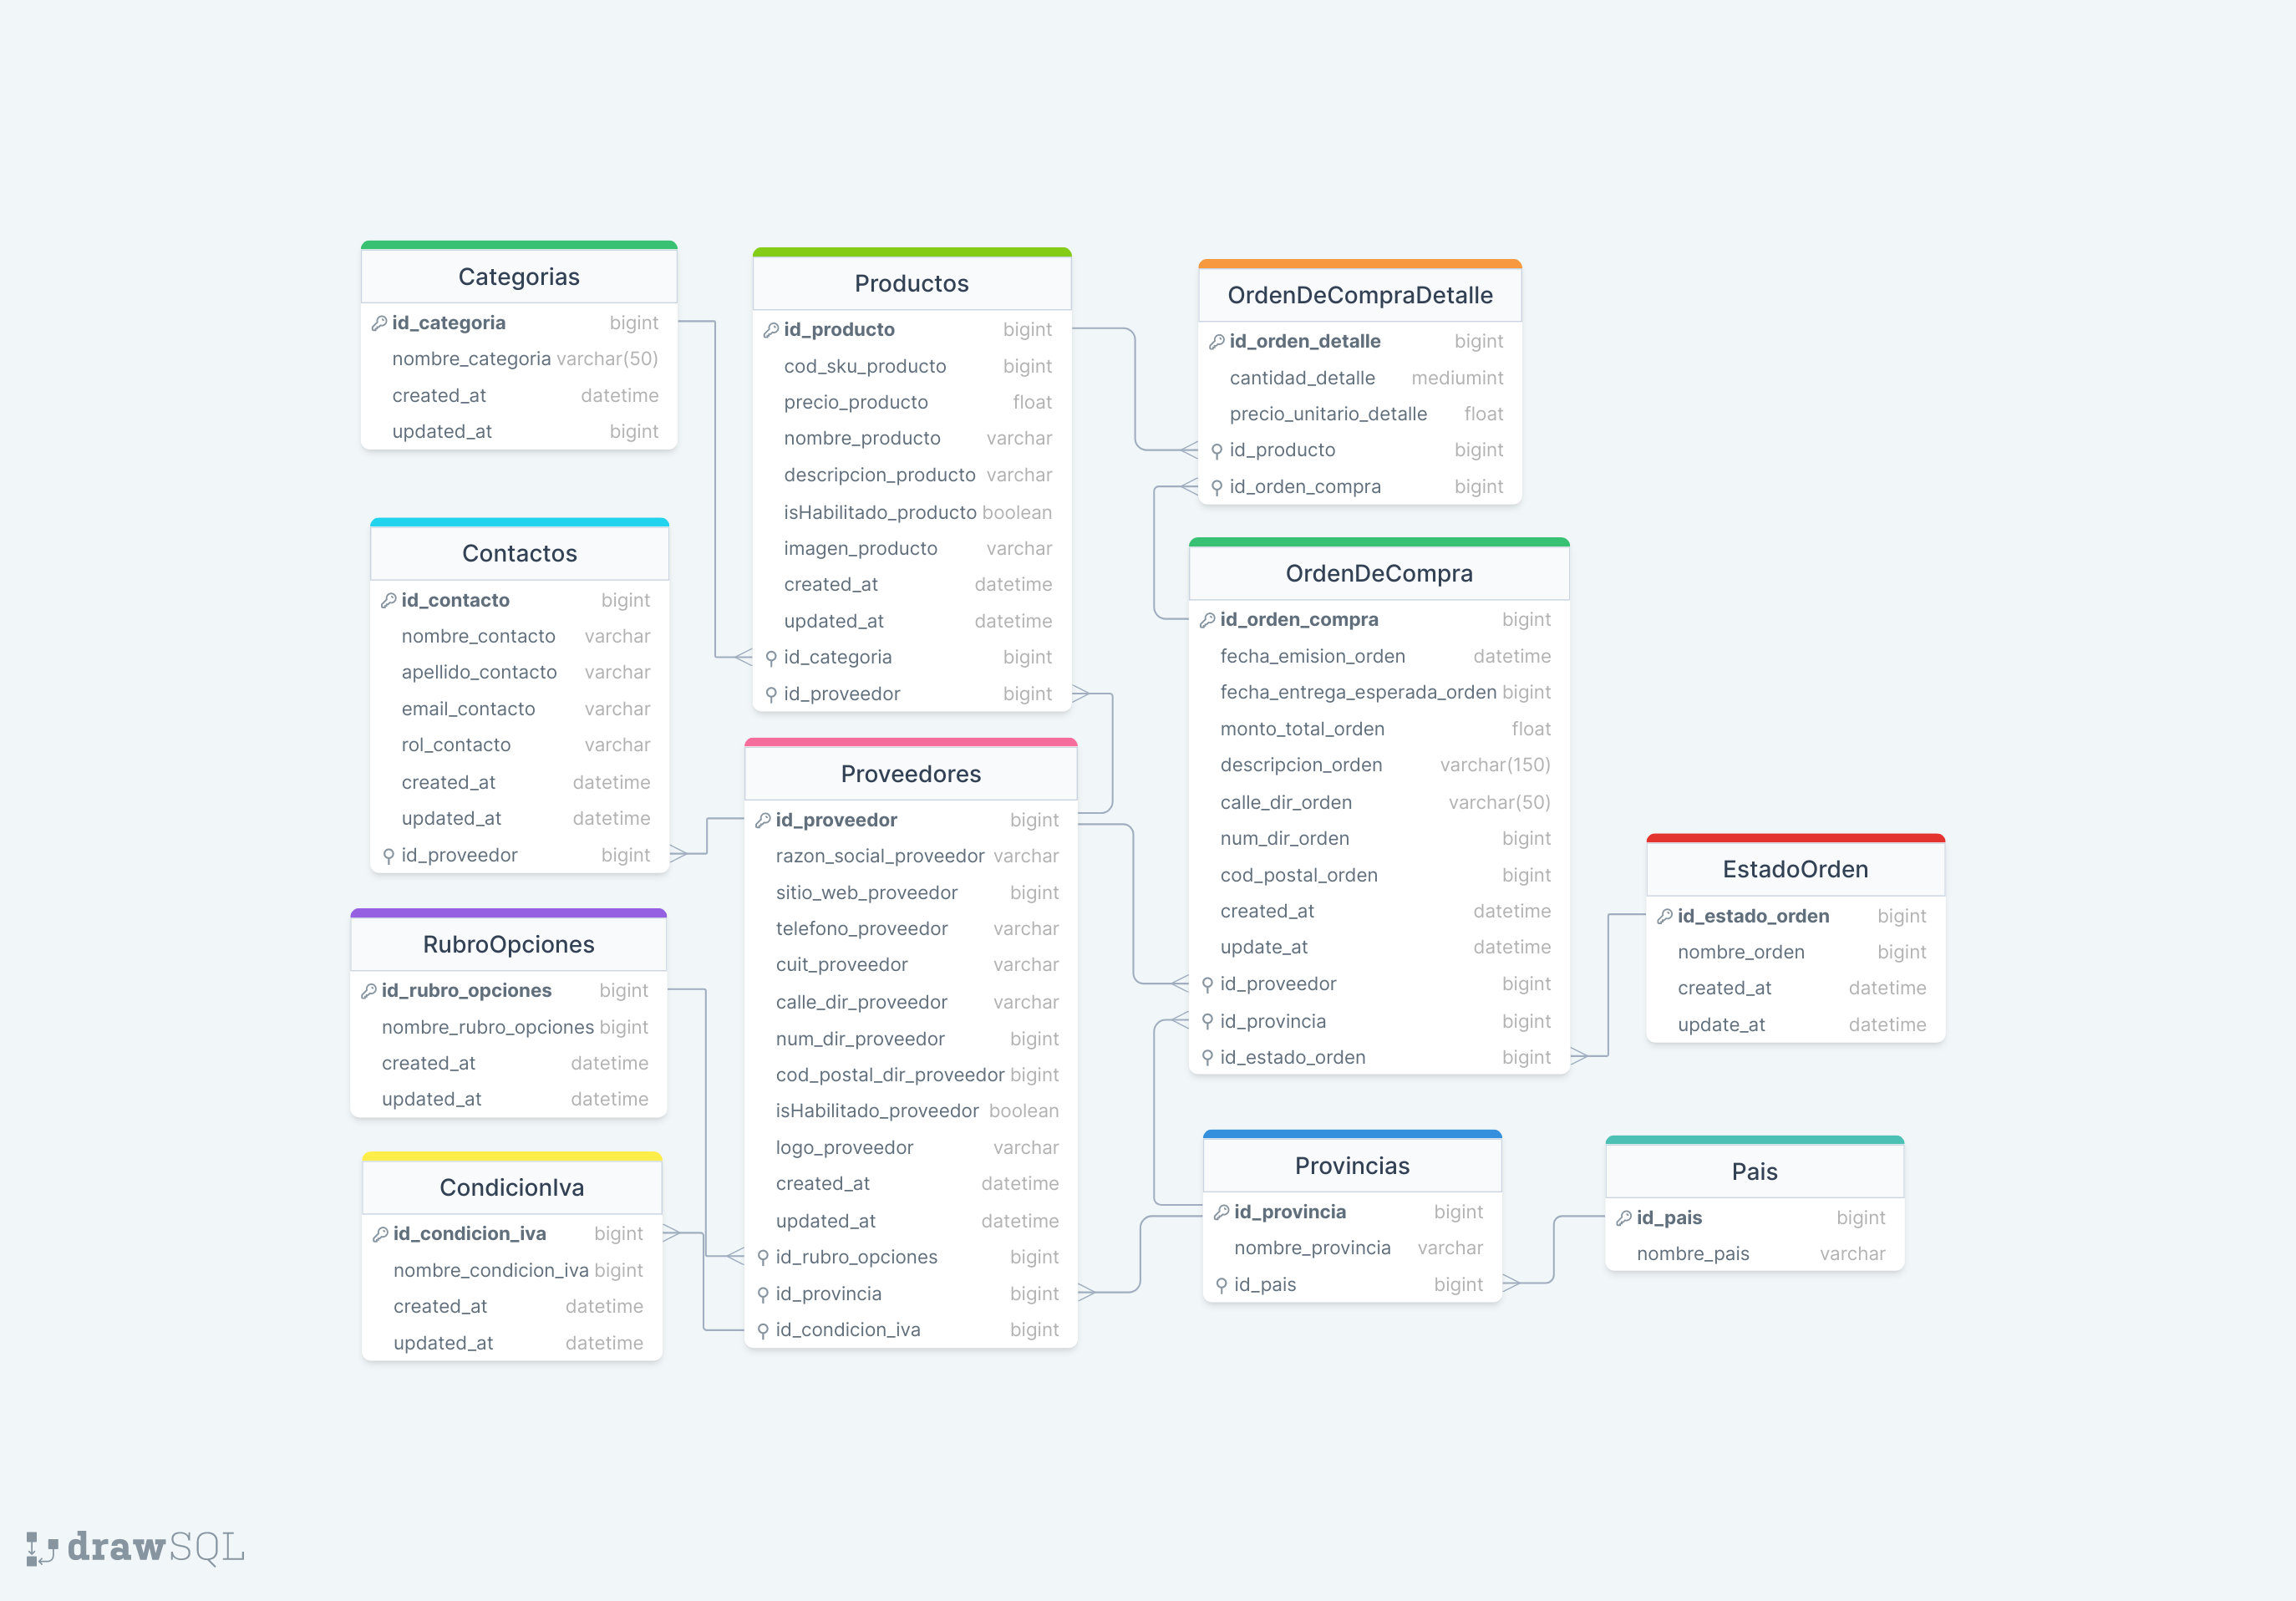 Categorias
id_categoria bigint
nombre_categoria varchar(50)
created_at datetime
updated_at bigint
Productos
id_producto bigint
cod_sku_producto bigint
precio_producto float
nombre_producto varchar
descripcion_producto varchar
isHabilitado_producto boolean
imagen_producto varchar
created_at datetime
updated_at datetime
id_categoria bigint
id_proveedor bigint
OrdenDeCompraDetalle
id_orden_detalle bigint
cantidad_detalle mediumint
precio_unitario_detalle float
id_producto bigint
id_orden_compra bigint
Contactos
id_contacto bigint
nombre_contacto varchar
apellido_contacto varchar
email_contacto varchar
rol_contacto varchar
created_at datetime
updated_at datetime
id_proveedor bigint
OrdenDeCompra
id_orden_compra bigint
fecha_emision_orden datetime
fecha_entrega_esperada_orden bigint
monto_total_orden float
descripcion_orden varchar(150)
calle_dir_orden varchar(50)
num_dir_orden bigint
cod_postal_orden bigint
created_at datetime
update_at datetime
id_proveedor bigint
id_provincia bigint
id_estado_orden bigint
Proveedores
id_proveedor bigint
razon_social_proveedor varchar
sitio_web_proveedor bigint
telefono_proveedor varchar
cuit_proveedor varchar
calle_dir_proveedor varchar
num_dir_proveedor bigint
cod_postal_dir_proveedor bigint
isHabilitado_proveedor boolean
logo_proveedor varchar
created_at datetime
updated_at datetime
id_rubro_opciones bigint
id_provincia bigint
id_condicion_iva bigint
EstadoOrden
id_estado_orden bigint
nombre_orden bigint
created_at datetime
update_at datetime
RubroOpciones
id_rubro_opciones bigint
nombre_rubro_opciones bigint
created_at datetime
updated_at datetime
CondicionIva
id_condicion_iva bigint
nombre_condicion_iva bigint
created_at datetime
updated_at datetime
Provincias
id_provincia bigint
nombre_provincia varchar
id_pais bigint
Pais
id_pais bigint
nombre_pais varchar
drawSQL